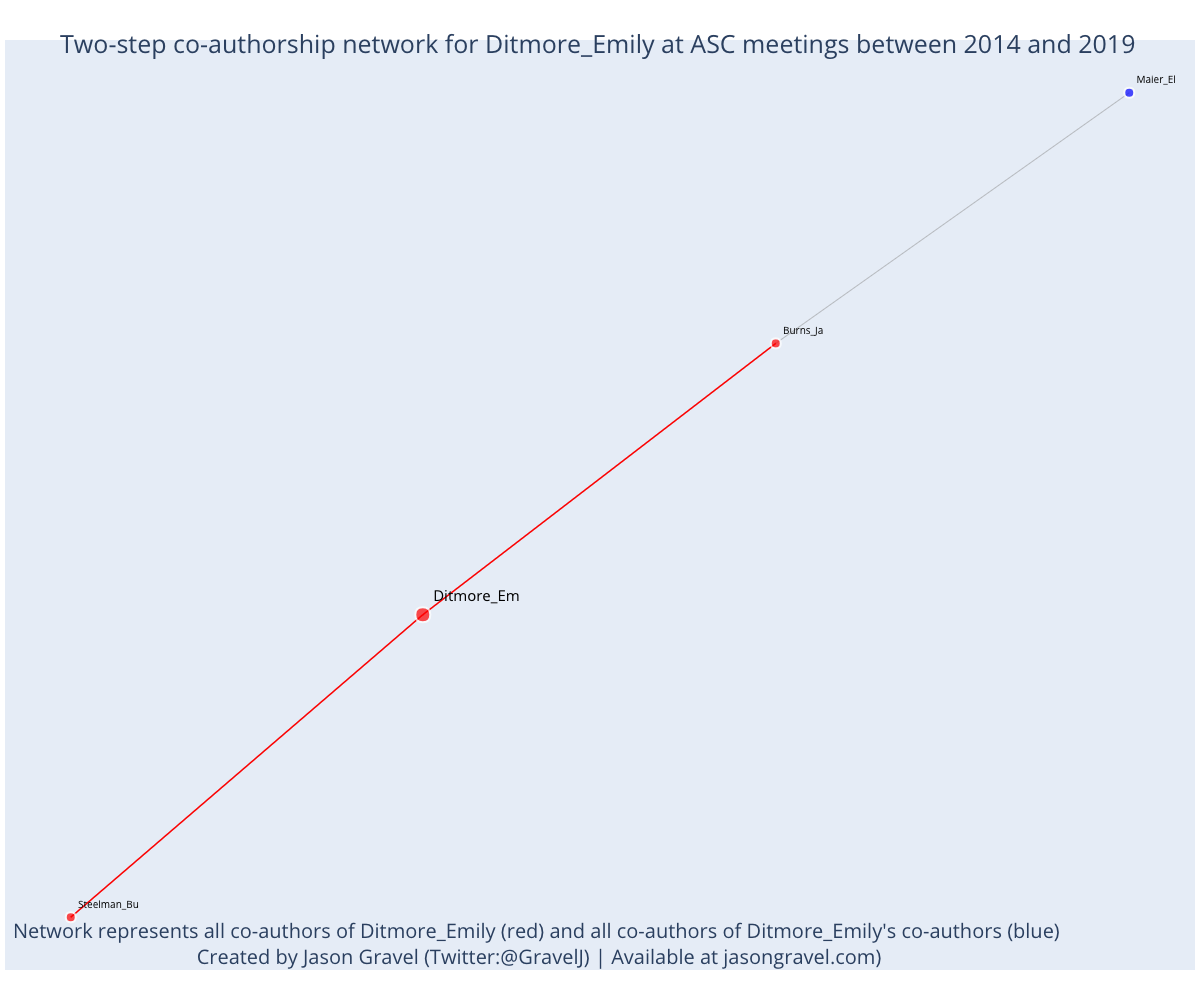 Two-step co-authorship network for Ditmore_Emily at ASC meetings between 2014 and 2019
Maier_El
Burns_Ja
Ditmore_Em
Steelman_Bu
Network represents all co-authors of Ditmore_Emily (red) and all co-authors of Ditmore_Emily's co-authors (blue)
Created by Jason Gravel (Twitter:@GravelJ) | Available at jasongravel.com)